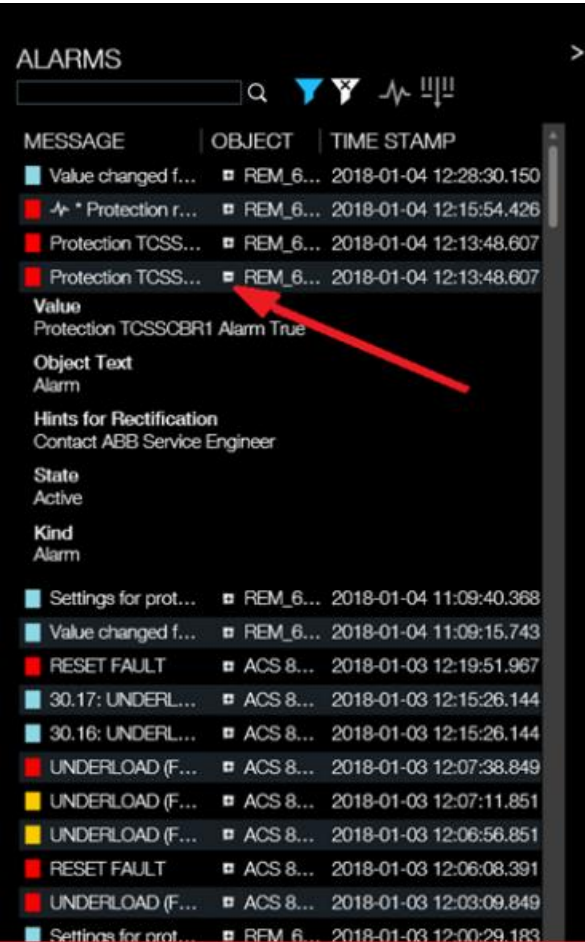 ALARMS
>
MESSAGE OBJECT TIME STAMP
Value changed f... REM_6... 2018-01-04 12:28:30.150
* Protection r... REM_6... 2018-01-04 12:15:54.426
Protection TCSS... REM_6... 2018-01-04 12:13:48.607
Protection TCSS... REM_6... 2018-01-04 12:13:48.607
Value
Protection TCSSCBR1 Alarm True
Object Text
Alarm
Hints for Rectification
Contact ABB Service Engineer
State
Active
Kind
Alarm
Settings for prot... REM_6... 2018-01-04 11:09:40.368
Value changed f... REM_6... 2018-01-04 11:09:15.743
RESET FAULT ACS 8... 2018-01-03 12:19:51.967
30.17: UNDERL... ACS 8... 2018-01-03 12:15:26.144
30.16: UNDERL... ACS 8... 2018-01-03 12:15:26.144
UNDERLOAD (F... ACS 8... 2018-01-03 12:07:38.849
UNDERLOAD (F... ACS 8... 2018-01-03 12:07:11.851
UNDERLOAD (F... ACS 8... 2018-01-03 12:06:56.851
RESET FAULT ACS 8... 2018-01-03 12:06:08.391
UNDERLOAD (F... ACS 8... 2018-01-03 12:03:09.849
Settings for prot... REM_6... 2018-01-03 12:00:29.183